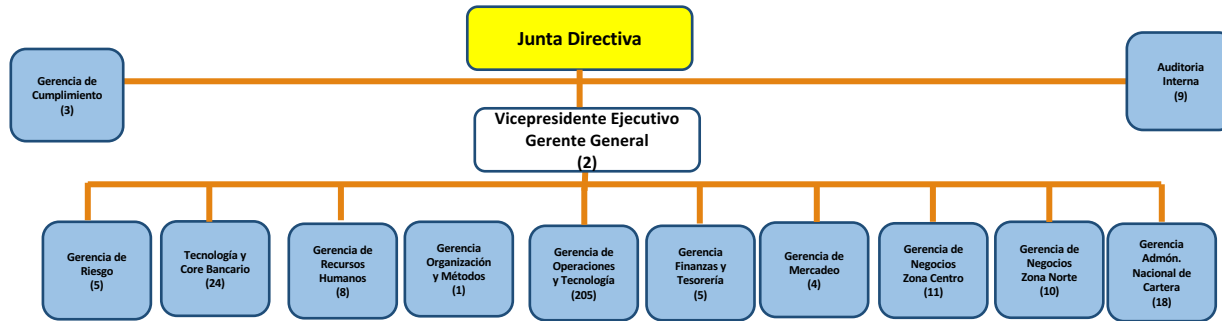 Junta Directiva
Gerencia de
Cumplimiento
(3)
Auditoria
Interna
(9)
Vicepresidente Ejecutivo
Gerente General
(2)
Gerencia de
Riesgo
(5)
Tecnología y
Core Bancario
(24)
Gerencia de
Recursos
Humanos
(8)
Gerencia
Organización
y Métodos
(1)
Gerencia de
Operaciones
y Tecnología
(205)
Gerencia
Finanzas y
Tesorería
(5)
Gerencia de
Mercadeo
(4)
Gerencia de
Negocios
Zona Centro
(11)
Gerencia de
Negocios
Zona Norte
(10)
Gerencia
Admón.
Nacional de
Cartera
(18)